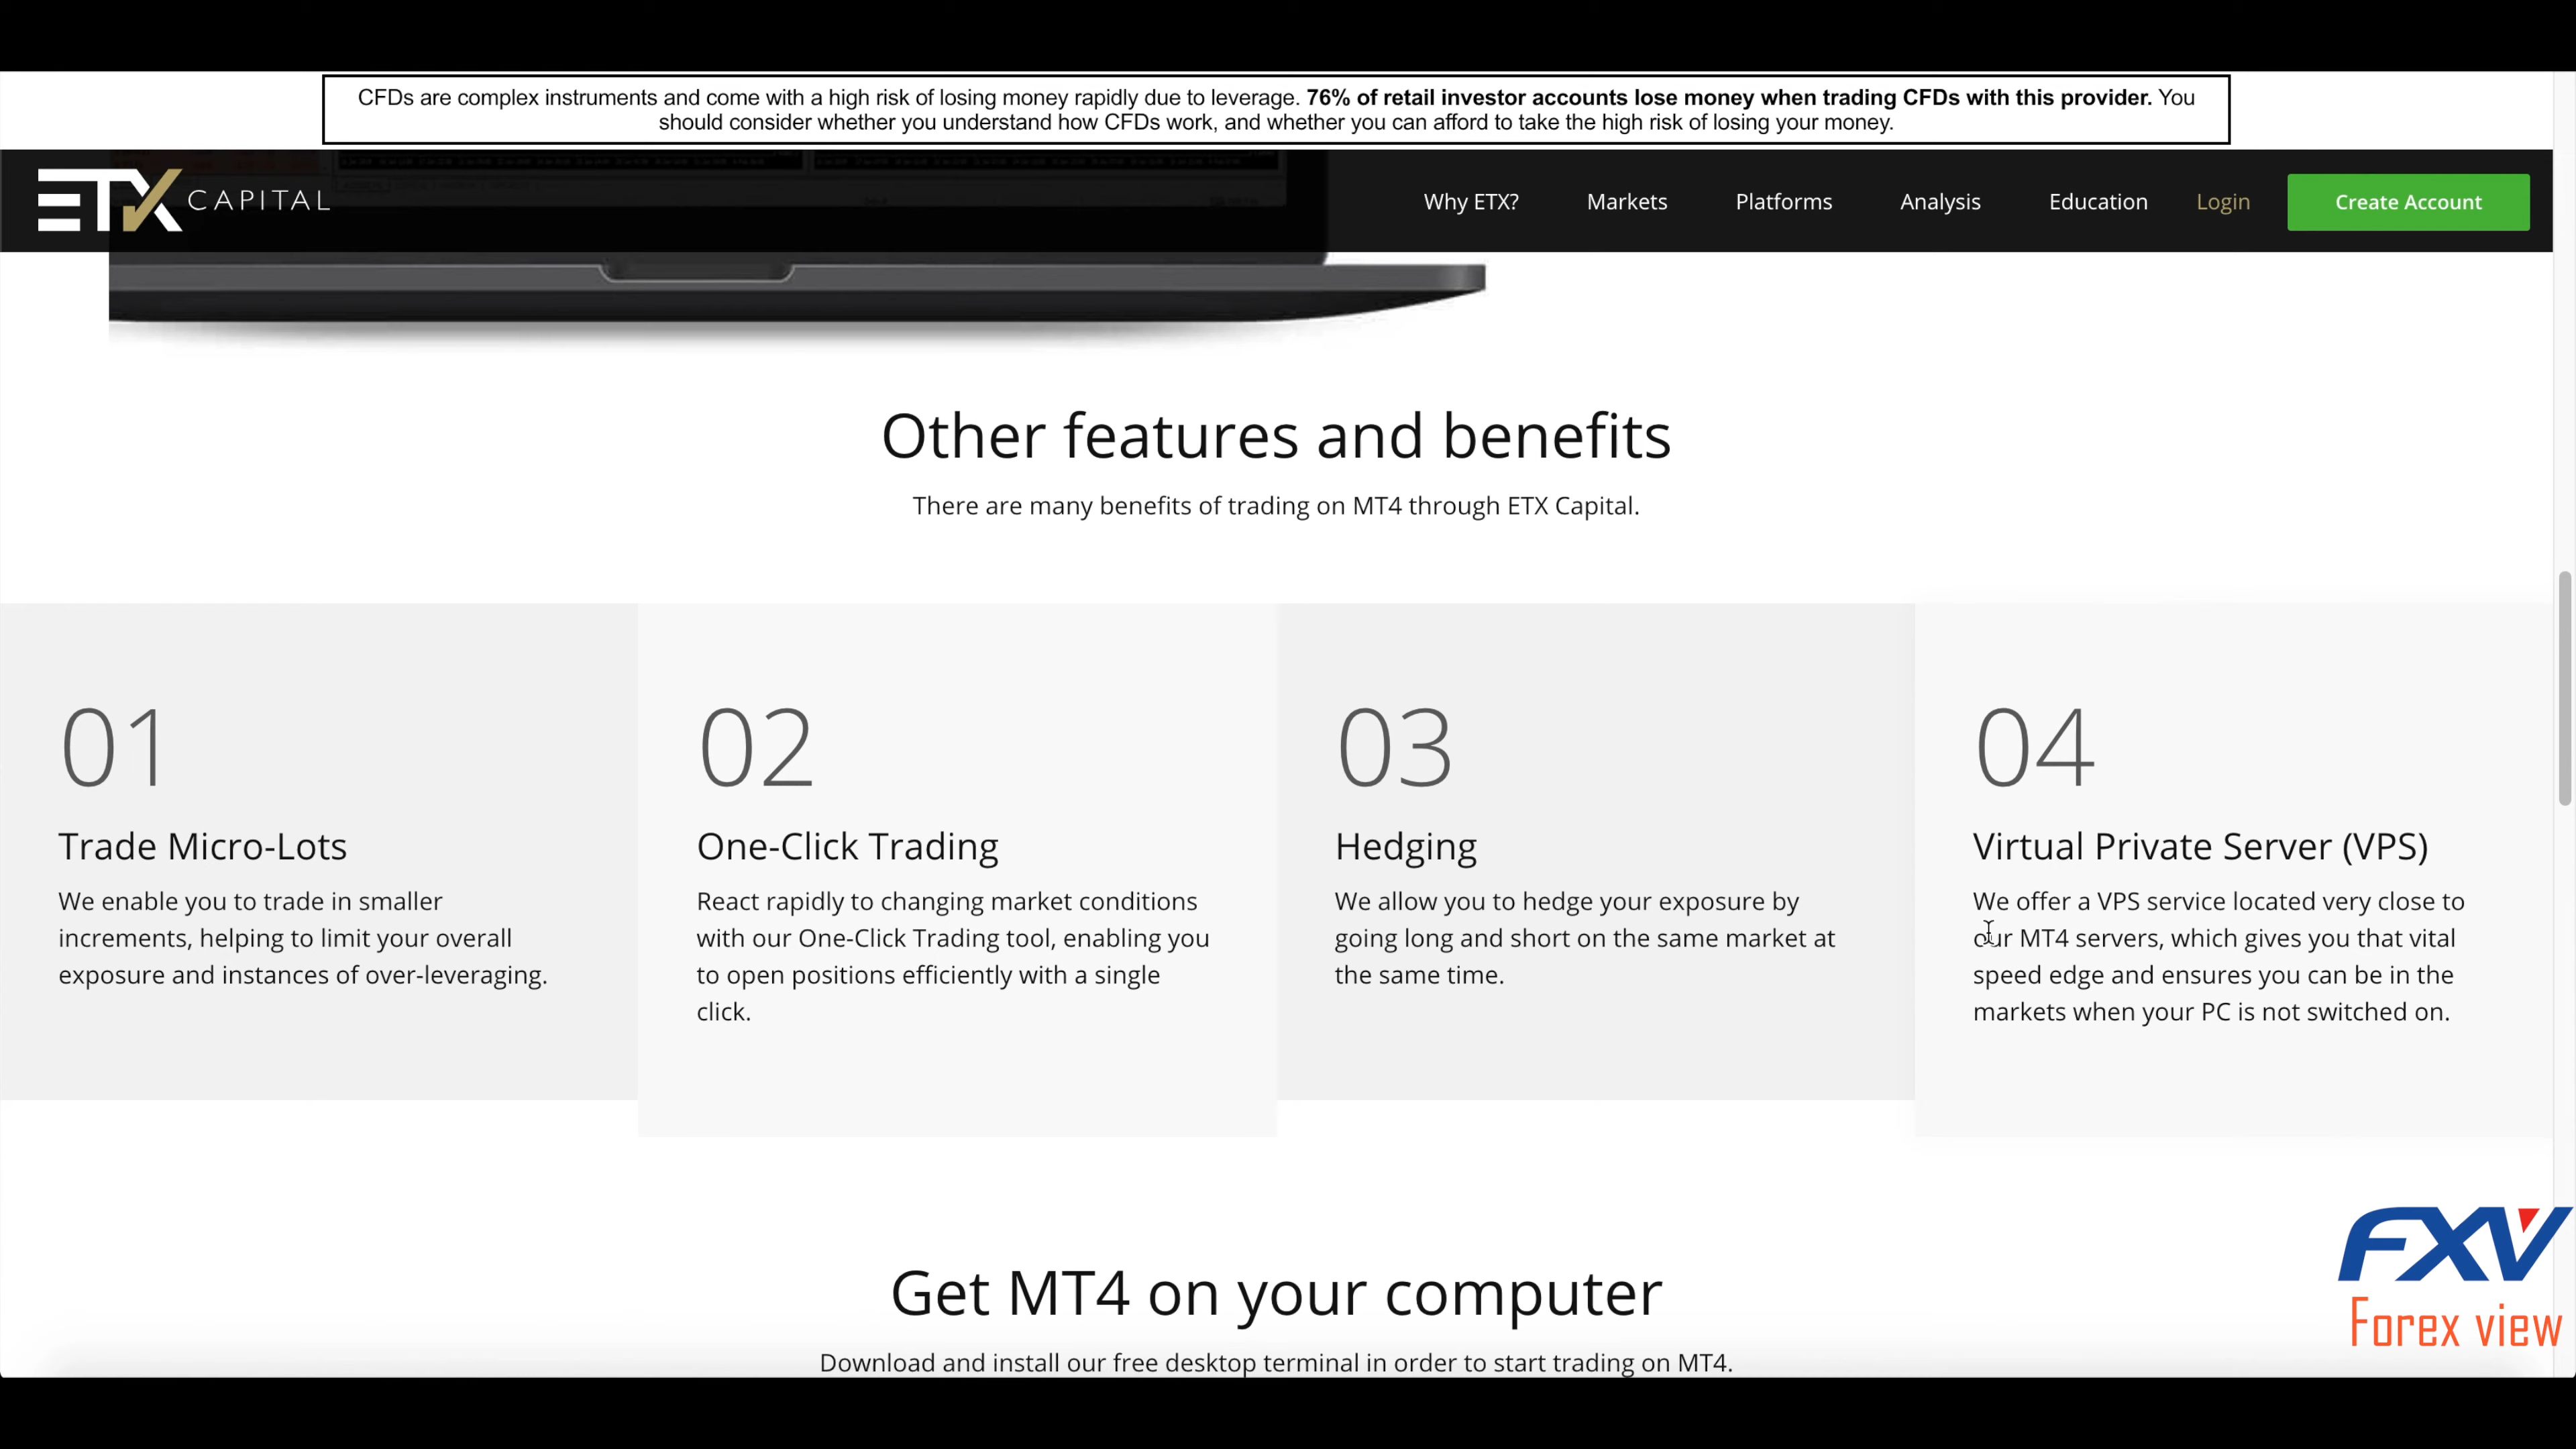 CFDs are complex instruments and come with a high risk of losing money rapidly due to leverage. 76% of retail investor accounts lose money when trading CFDs with this provider. You
should consider whether you understand how CFDs work, and whether you can afford to take the high risk of losing your money.
ETX CAPITAL
Why ETX?
Markets
Platforms
Analysis
Education
Login
Create Account
Other features and benefits
There are many benefits of trading on MT4 through ETX Capital.
01
Trade Micro-Lots
We enable you to trade in smaller
increments, helping to limit your overall
exposure and instances of over-leveraging.
02
One-Click Trading
React rapidly to changing market conditions
with our One-Click Trading tool, enabling you
to open positions efficiently with a single
click.
03
Hedging
We allow you to hedge your exposure by
going long and short on the same market at
the same time.
04
Virtual Private Server (VPS)
We offer a VPS service located very close to
our MT4 servers, which gives you that vital
speed edge and ensures you can be in the
markets when your PC is not switched on.
Get MT4 on your computer
Download and install our free desktop terminal in order to start trading on MT4.
FXV
Forex view